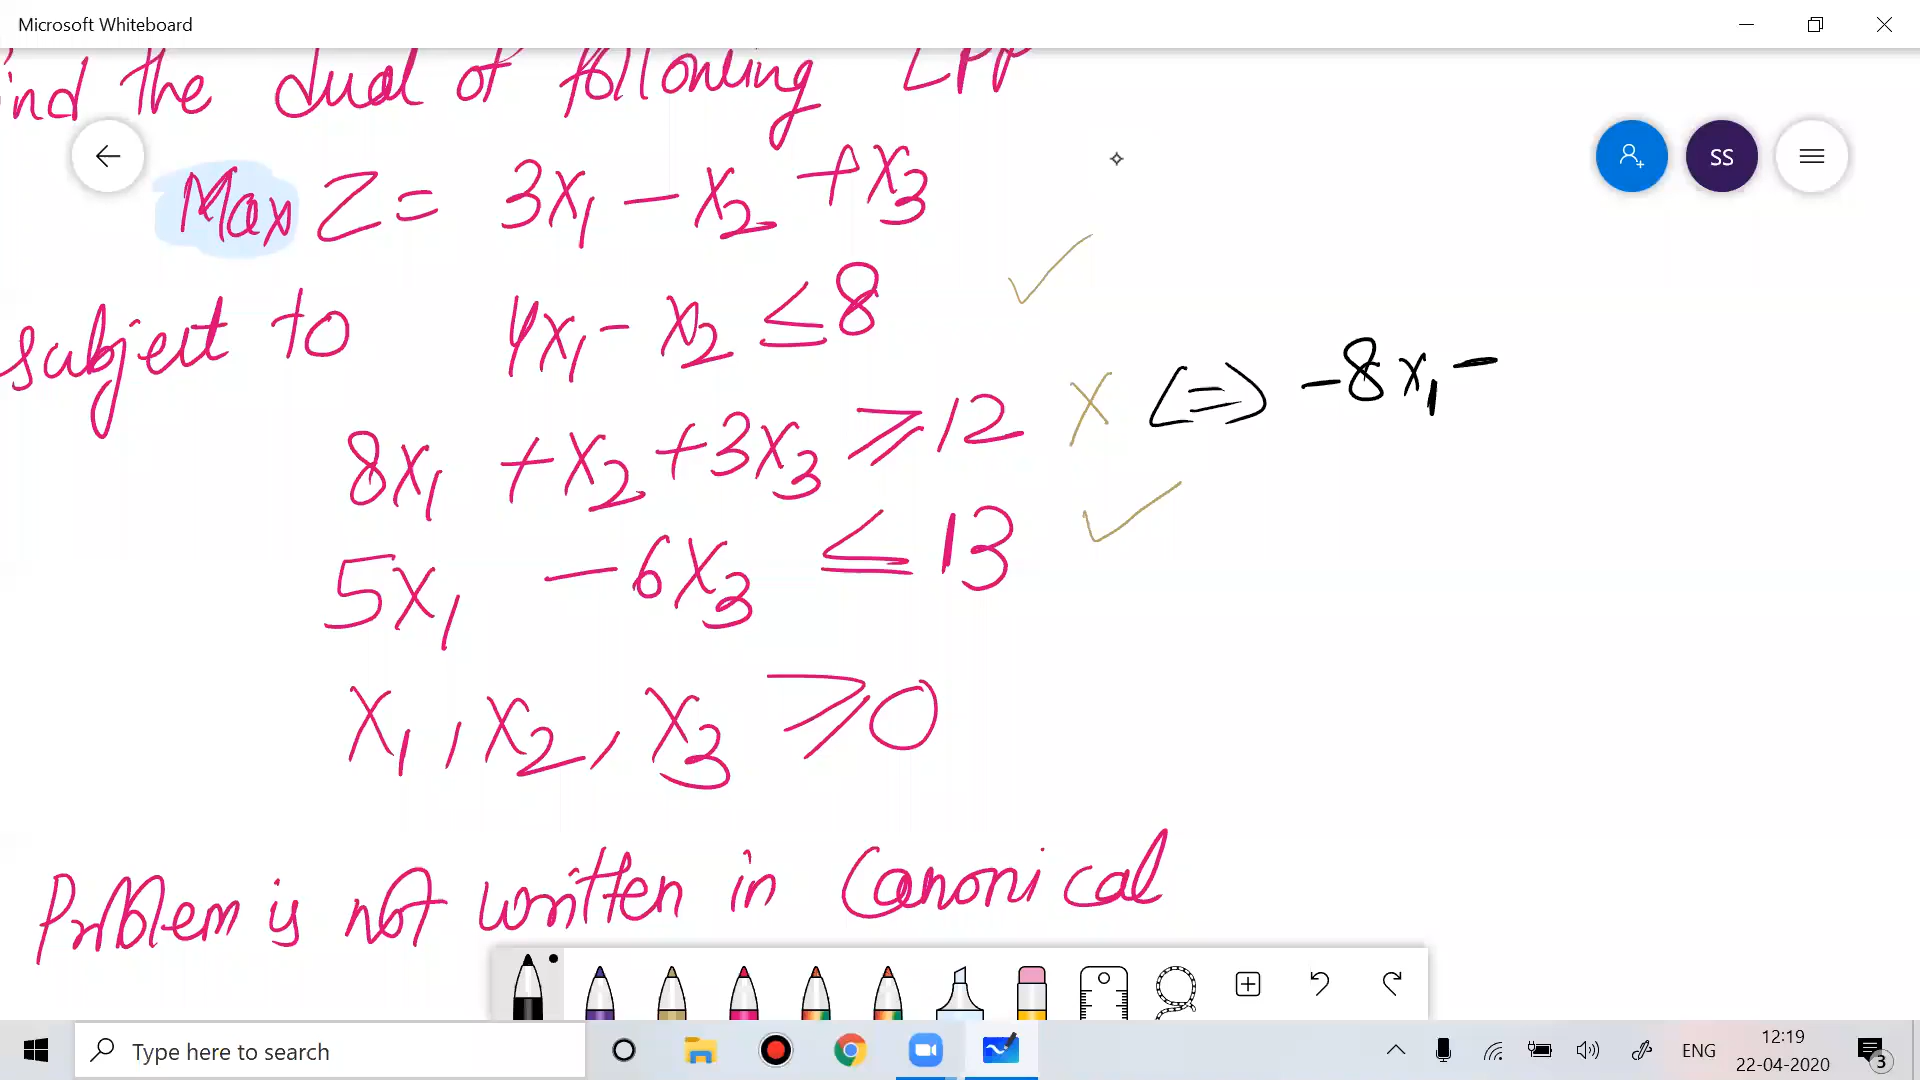 Microsoft Whiteboard
ind the dual of following LPP
Max Z = 3x₁ - x₂ + x₃
SS
subject to 4x₁ - x₂ ≤ 8 ✓
8x₁ + x₂ + 3x₃ ≥ 12 X (=) -8x₁ -
5x₁ - 6x₃ ≤ 13 ✓
x₁, x₂, x₃ ≥ 0
Problem is not written in Canonical
Type here to search
ENG
12:19
22-04-2020
3